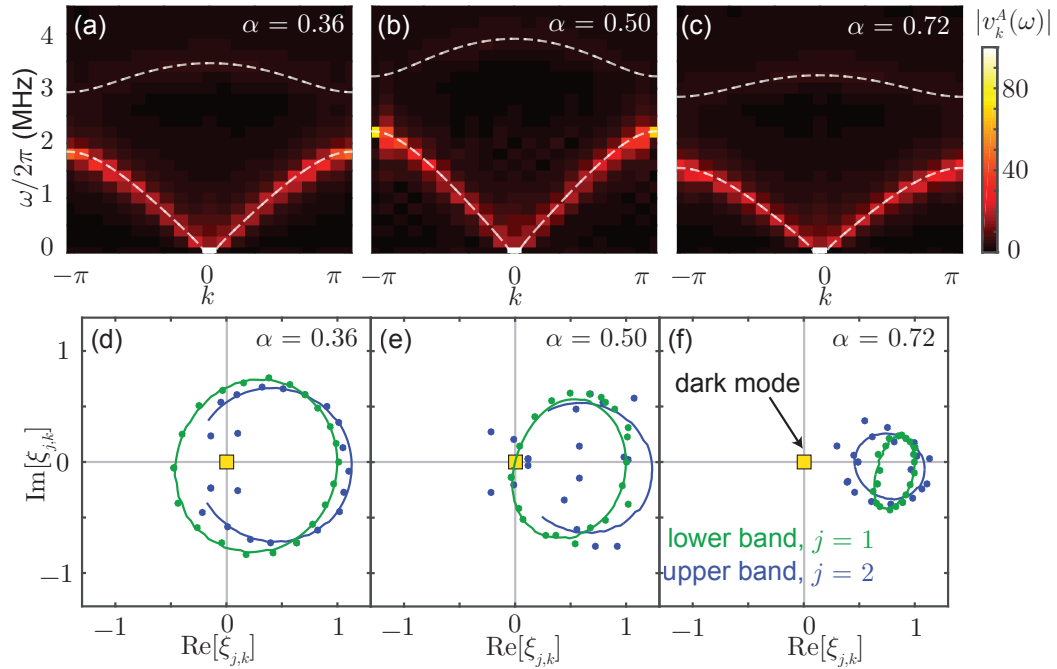 (a) α = 0.36 (b) α = 0.50 (c) α = 0.72 |v_k^A(ω)|
ω/2π (MHz)
4
3
2
1
0
80
40
0
−π 0 π −π 0 π −π 0 π
k k k
(d) α = 0.36 (e) α = 0.50 (f) α = 0.72
Im[ξ_{j,k}]
1
0
−1
dark mode
lower band, j = 1
upper band, j = 2
−1 0 1 −1 0 1 −1 0 1
Re[ξ_{j,k}] Re[ξ_{j,k}] Re[ξ_{j,k}]